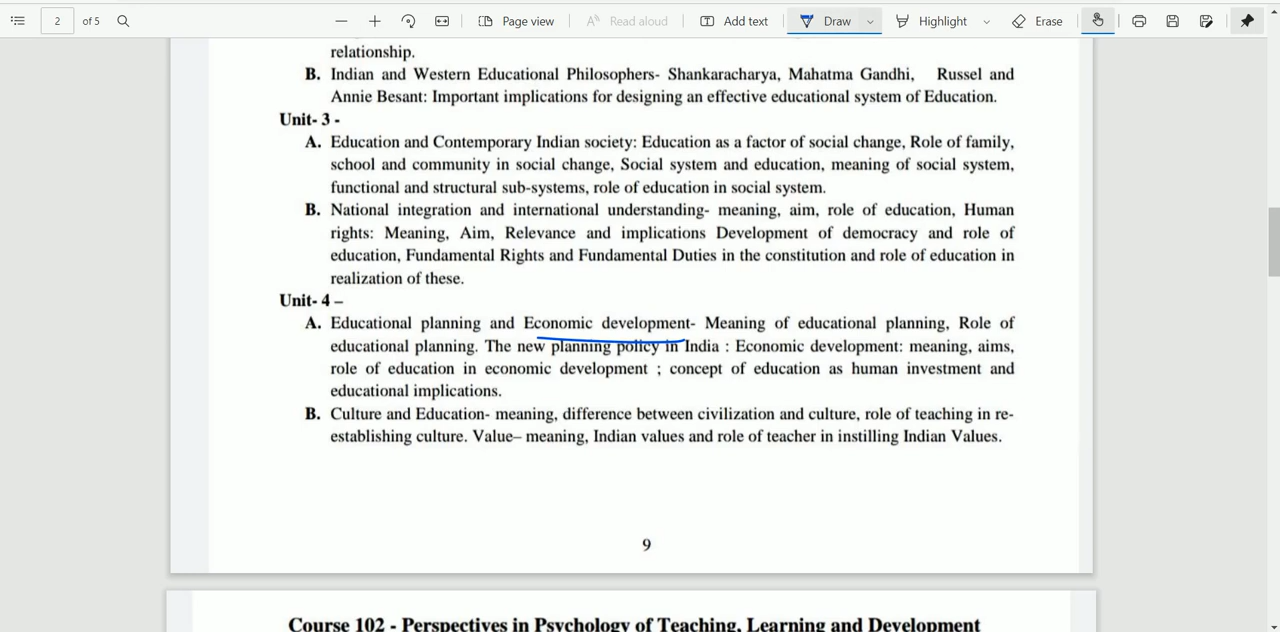 2 of 5 Page view Read aloud Add text Draw Highlight Erase
relationship.
B. Indian and Western Educational Philosophers- Shankaracharya, Mahatma Gandhi, Russel and
Annie Besant: Important implications for designing an effective educational system of Education.
Unit- 3 -
A. Education and Contemporary Indian society: Education as a factor of social change, Role of family,
school and community in social change, Social system and education, meaning of social system,
functional and structural sub-systems, role of education in social system.
B. National integration and international understanding- meaning, aim, role of education, Human
rights: Meaning, Aim, Relevance and implications Development of democracy and role of
education, Fundamental Rights and Fundamental Duties in the constitution and role of education in
realization of these.
Unit- 4 –
A. Educational planning and Economic development- Meaning of educational planning, Role of
educational planning. The new planning policy in India : Economic development: meaning, aims,
role of education in economic development ; concept of education as human investment and
educational implications.
B. Culture and Education- meaning, difference between civilization and culture, role of teaching in re-
establishing culture. Value– meaning, Indian values and role of teacher in instilling Indian Values.
9
Course 102 - Perspectives in Psychology of Teaching, Learning and Development